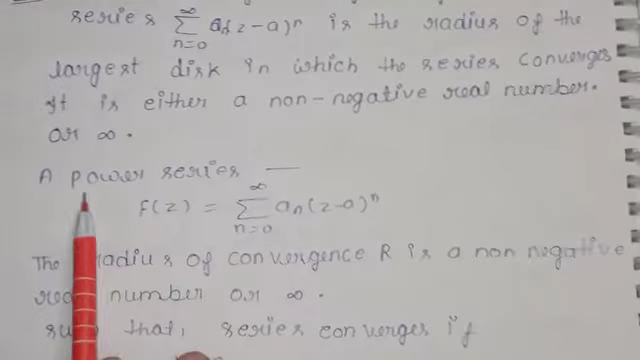 series ∞∑n=0 a(z-a)ⁿ is the radius of the
largest disk in which the series converges
It is either a non-negative real number.
or ∞.
A power series —
F(z) = ∞∑n=0 aₙ(z-a)ⁿ
The radius of convergence R is a non negative
real number or ∞.
that, series converges if